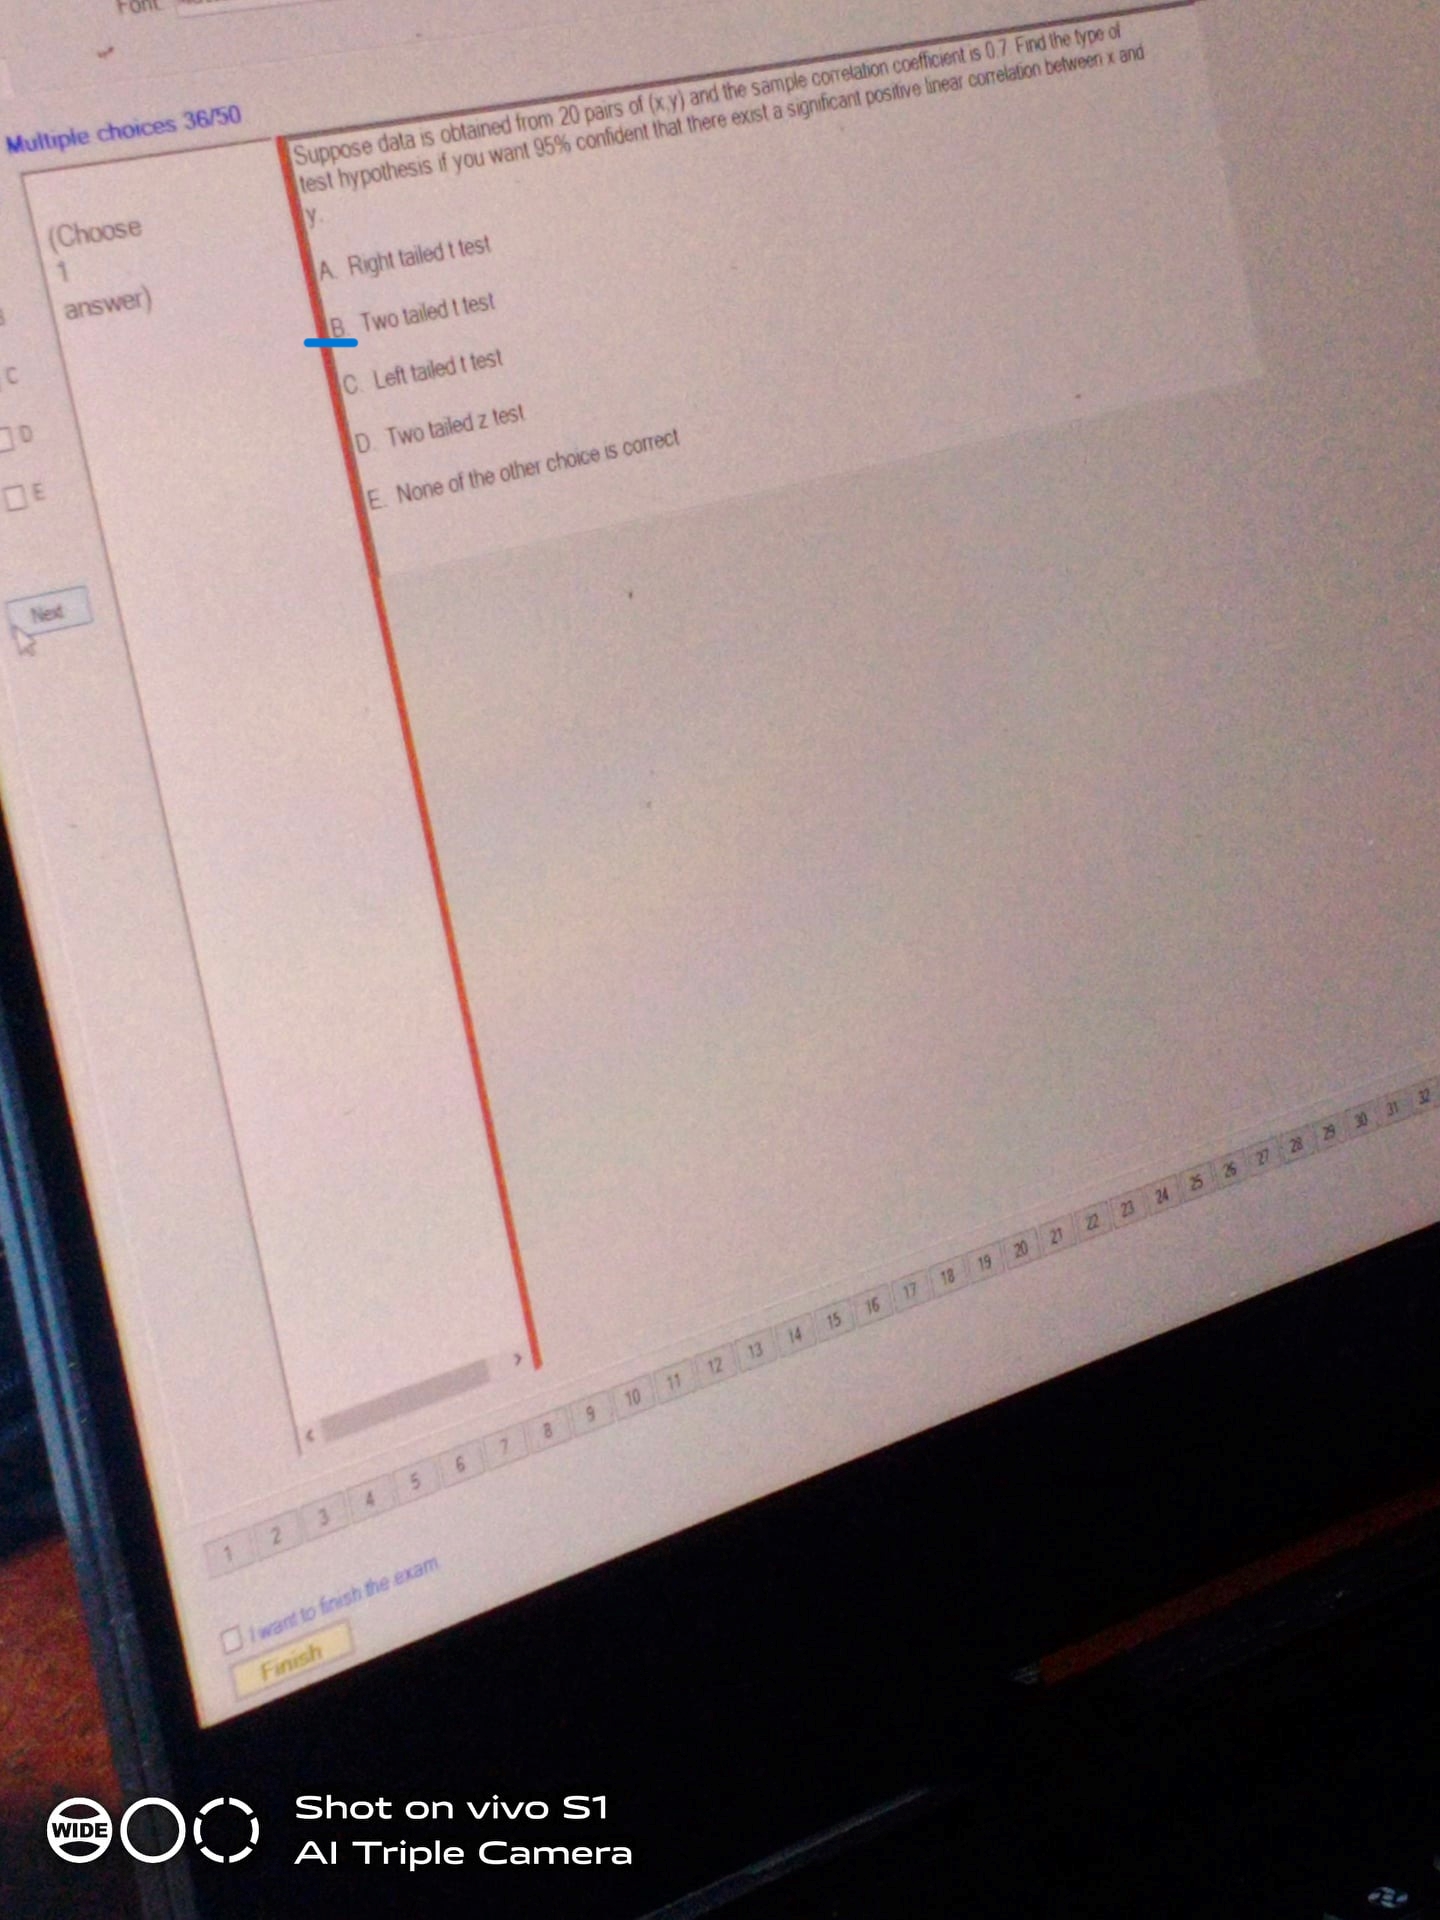 Font:
Multiple choices 36/50
(Choose
1
answer)
Suppose data is obtained from 20 pairs of (x,y) and the sample correlation coefficient is 0.7. Find the type of
test hypothesis if you want 95% confident that there exist a significant positive linear correlation between x and
y.
A. Right tailed t test
B. Two tailed t test
C. Left tailed t test
D. Two tailed z test
E. None of the other choice is correct
C
D
E
Next
1 2 3 4 5 6 7 8 9 10 11 12 13 14 15 16 17 18 19 20 21 22 23 24 25 26 27 28 29 30 31 32
I want to finish the exam
Finish
WIDE
Shot on vivo S1
AI Triple Camera